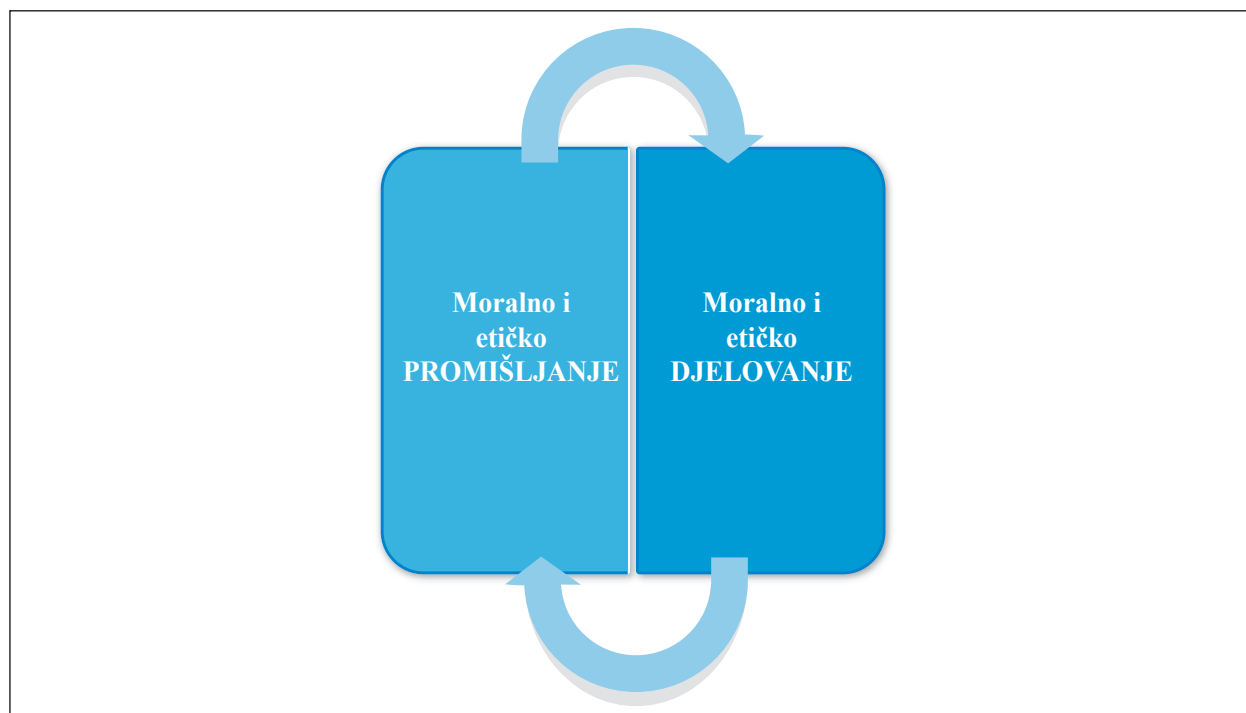 Moralno i
etičko
PROMIŠLJANJE
Moralno i
etičko
DJELOVANJE